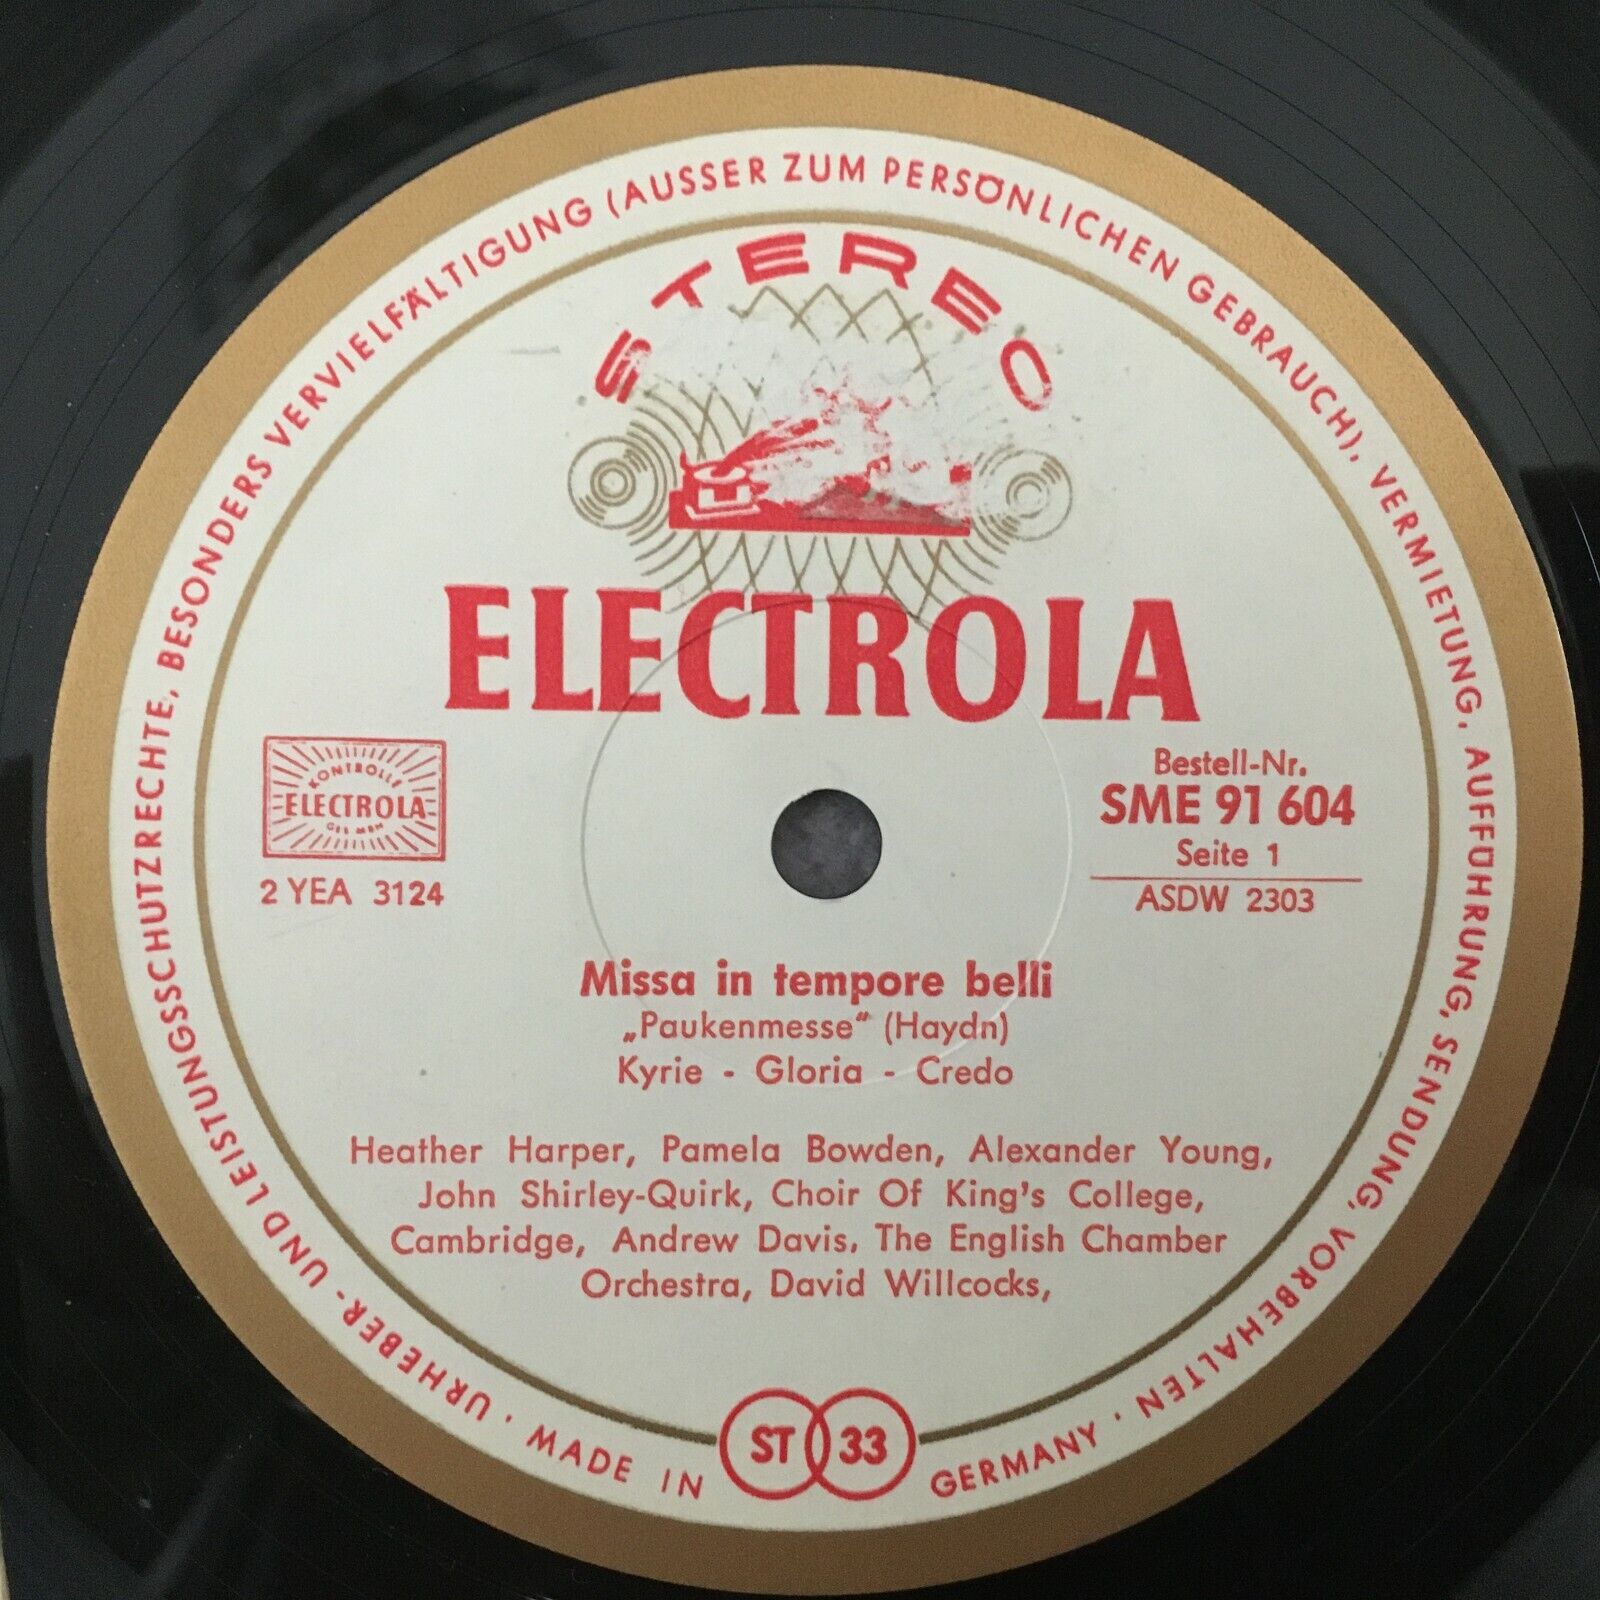 URHEBER- UND LEISTUNGSSCHUTZRECHTE, BESONDERS VERVIELFÄLTIGUNG (AUSSER ZUM PERSÖNLICHEN GEBRAUCH), VERMIETUNG, AUFFÜHRUNG, SENDUNG, VORBEHALTEN ·
STEREO
ELECTROLA
KONTROLLE
ELECTROLA
GES. MBH
2 YEA 3124
Bestell-Nr.
SME 91 604
Seite 1
ASDW 2303
Missa in tempore belli
„Paukenmesse“ (Haydn)
Kyrie - Gloria - Credo
Heather Harper, Pamela Bowden, Alexander Young,
John Shirley-Quirk, Choir Of King's College,
Cambridge, Andrew Davis, The English Chamber
Orchestra, David Willcocks,
ST 33
· MADE IN GERMANY ·